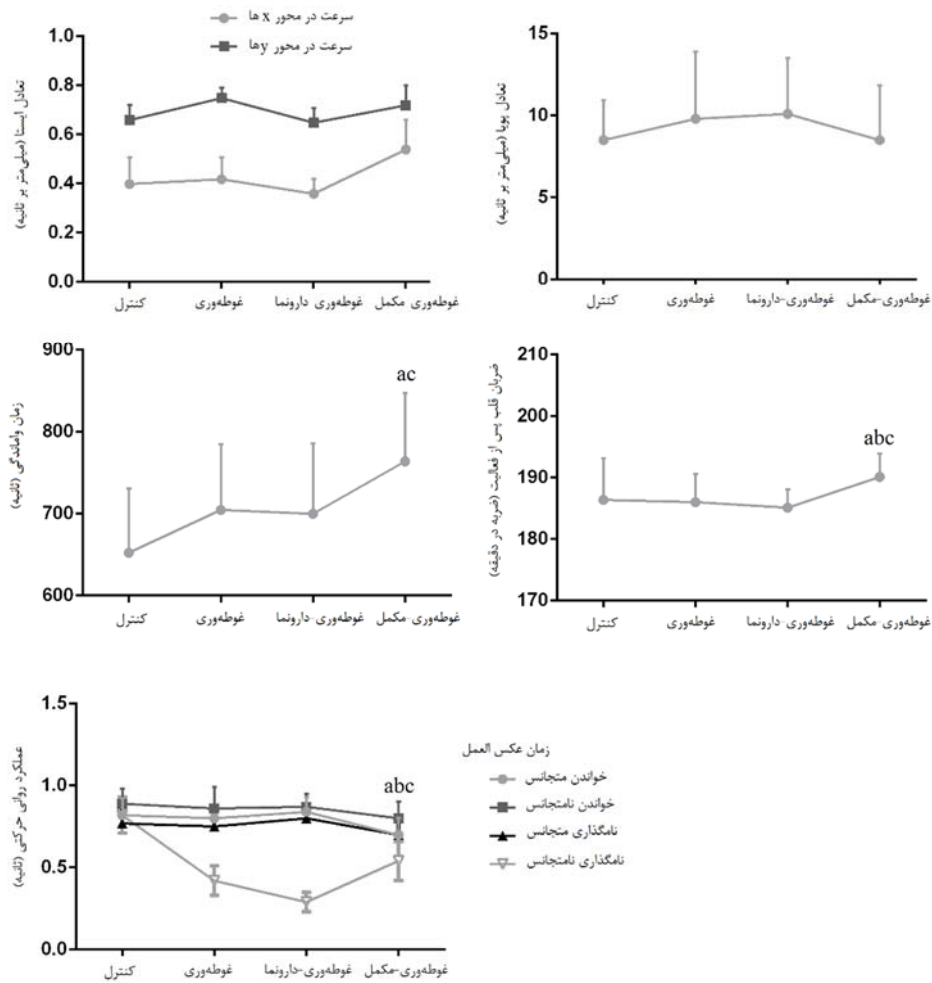 سرعت در محور x ها
سرعت در محور yها
تعادل ایستا (میلی‌متر بر ثانیه)
1.0
0.8
0.6
0.4
0.2
0.0
کنترل
غوطه‌وری
غوطه‌وری-دارونما
غوطه‌وری-مکمل
تعادل پویا (میلی‌متر بر ثانیه)
15
10
5
0
کنترل
غوطه‌وری
غوطه‌وری-دارونما
غوطه‌وری-مکمل
زمان واماندگی (ثانیه)
900
800
700
600
ac
کنترل
غوطه‌وری
غوطه‌وری-دارونما
غوطه‌وری-مکمل
ضربان قلب پس از فعالیت (ضربه در دقیقه)
210
200
190
180
170
abc
کنترل
غوطه‌وری
غوطه‌وری-دارونما
غوطه‌وری-مکمل
عملکرد روانی حرکتی (ثانیه)
1.5
1.0
0.5
0.0
abc
کنترل
غوطه‌وری
غوطه‌وری-دارونما
غوطه‌وری-مکمل
زمان عکس العمل
خواندن متجانس
خواندن نامتجانس
نامگذاری متجانس
نامگذاری نامتجانس